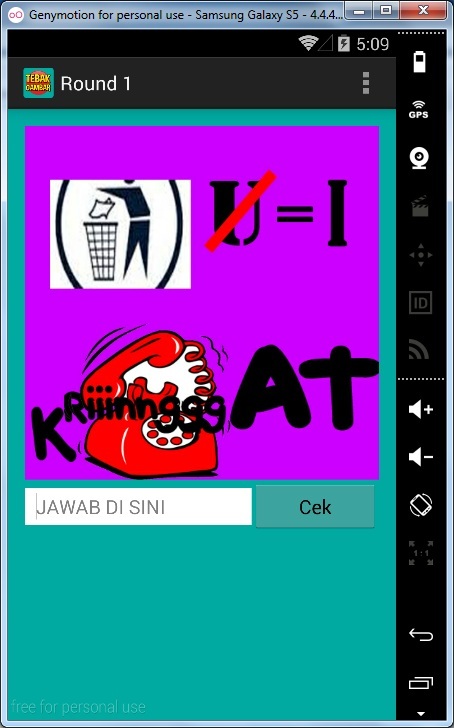 Genymotion for personal use - Samsung Galaxy S5 - 4.4.4...
5:09
TEBAK
GAMBAR
Round 1
GPS
U = I
ID
K Riiinnggg AT
JAWAB DI SINI
Cek
1:1
free for personal use